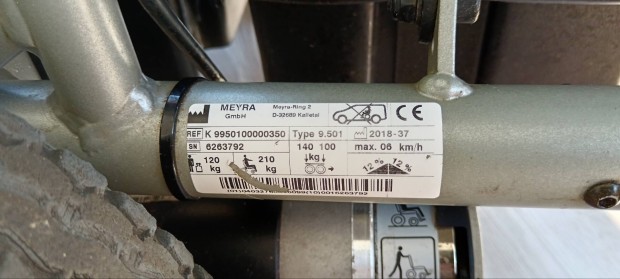 MEYRA GmbH Meyra-Ring 2 D-32689 Kalletal CE
REF K 9950100000350 Type 9.501 2018-37
SN 6263792 140 100 max. 06 km/h
120 kg 210 kg ↓kg↓ 12 % 12 %